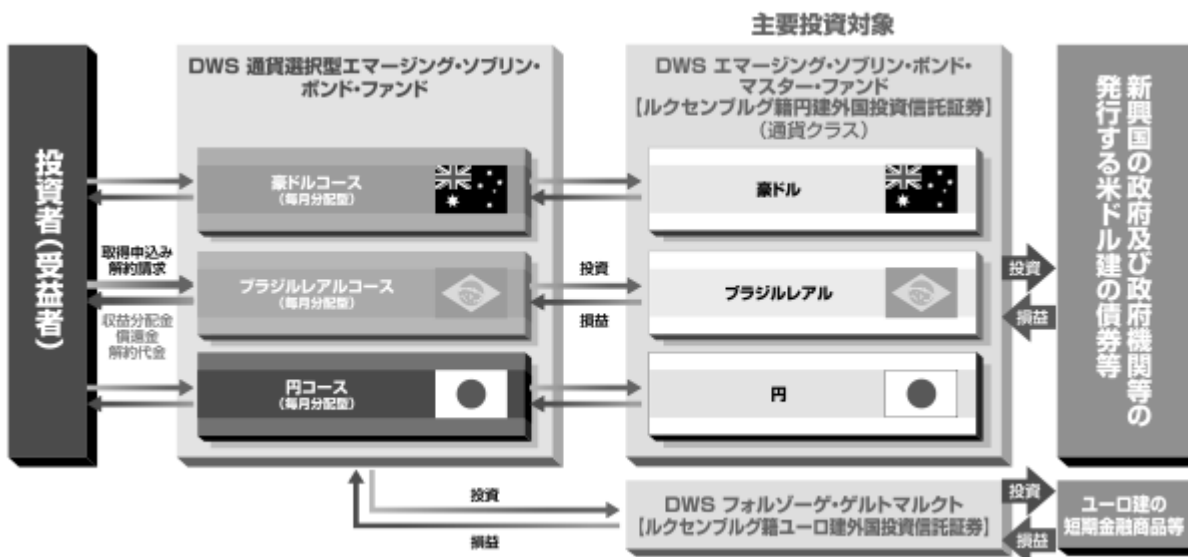 主要投資対象
投資者(受益者)
DWS 通貨選択型エマージング・ソブリン・
ボンド・ファンド
豪ドルコース
(毎月分配型)
取得申込み
解約請求
収益分配金
償還金
解約代金
ブラジルレアルコース
(毎月分配型)
円コース
(毎月分配型)
投資
損益
DWS エマージング・ソブリン・ボンド・
マスター・ファンド
【ルクセンブルグ籍円建外国投資信託証券】
(通貨クラス)
豪ドル
ブラジルレアル
円
投資
損益
新興国の政府及び政府機関等の
発行する米ドル建の債券等
投資
損益
DWS フォルゾーゲ・ゲルトマルクト
【ルクセンブルグ籍ユーロ建外国投資信託証券】
投資
損益
ユーロ建の
短期金融商品等